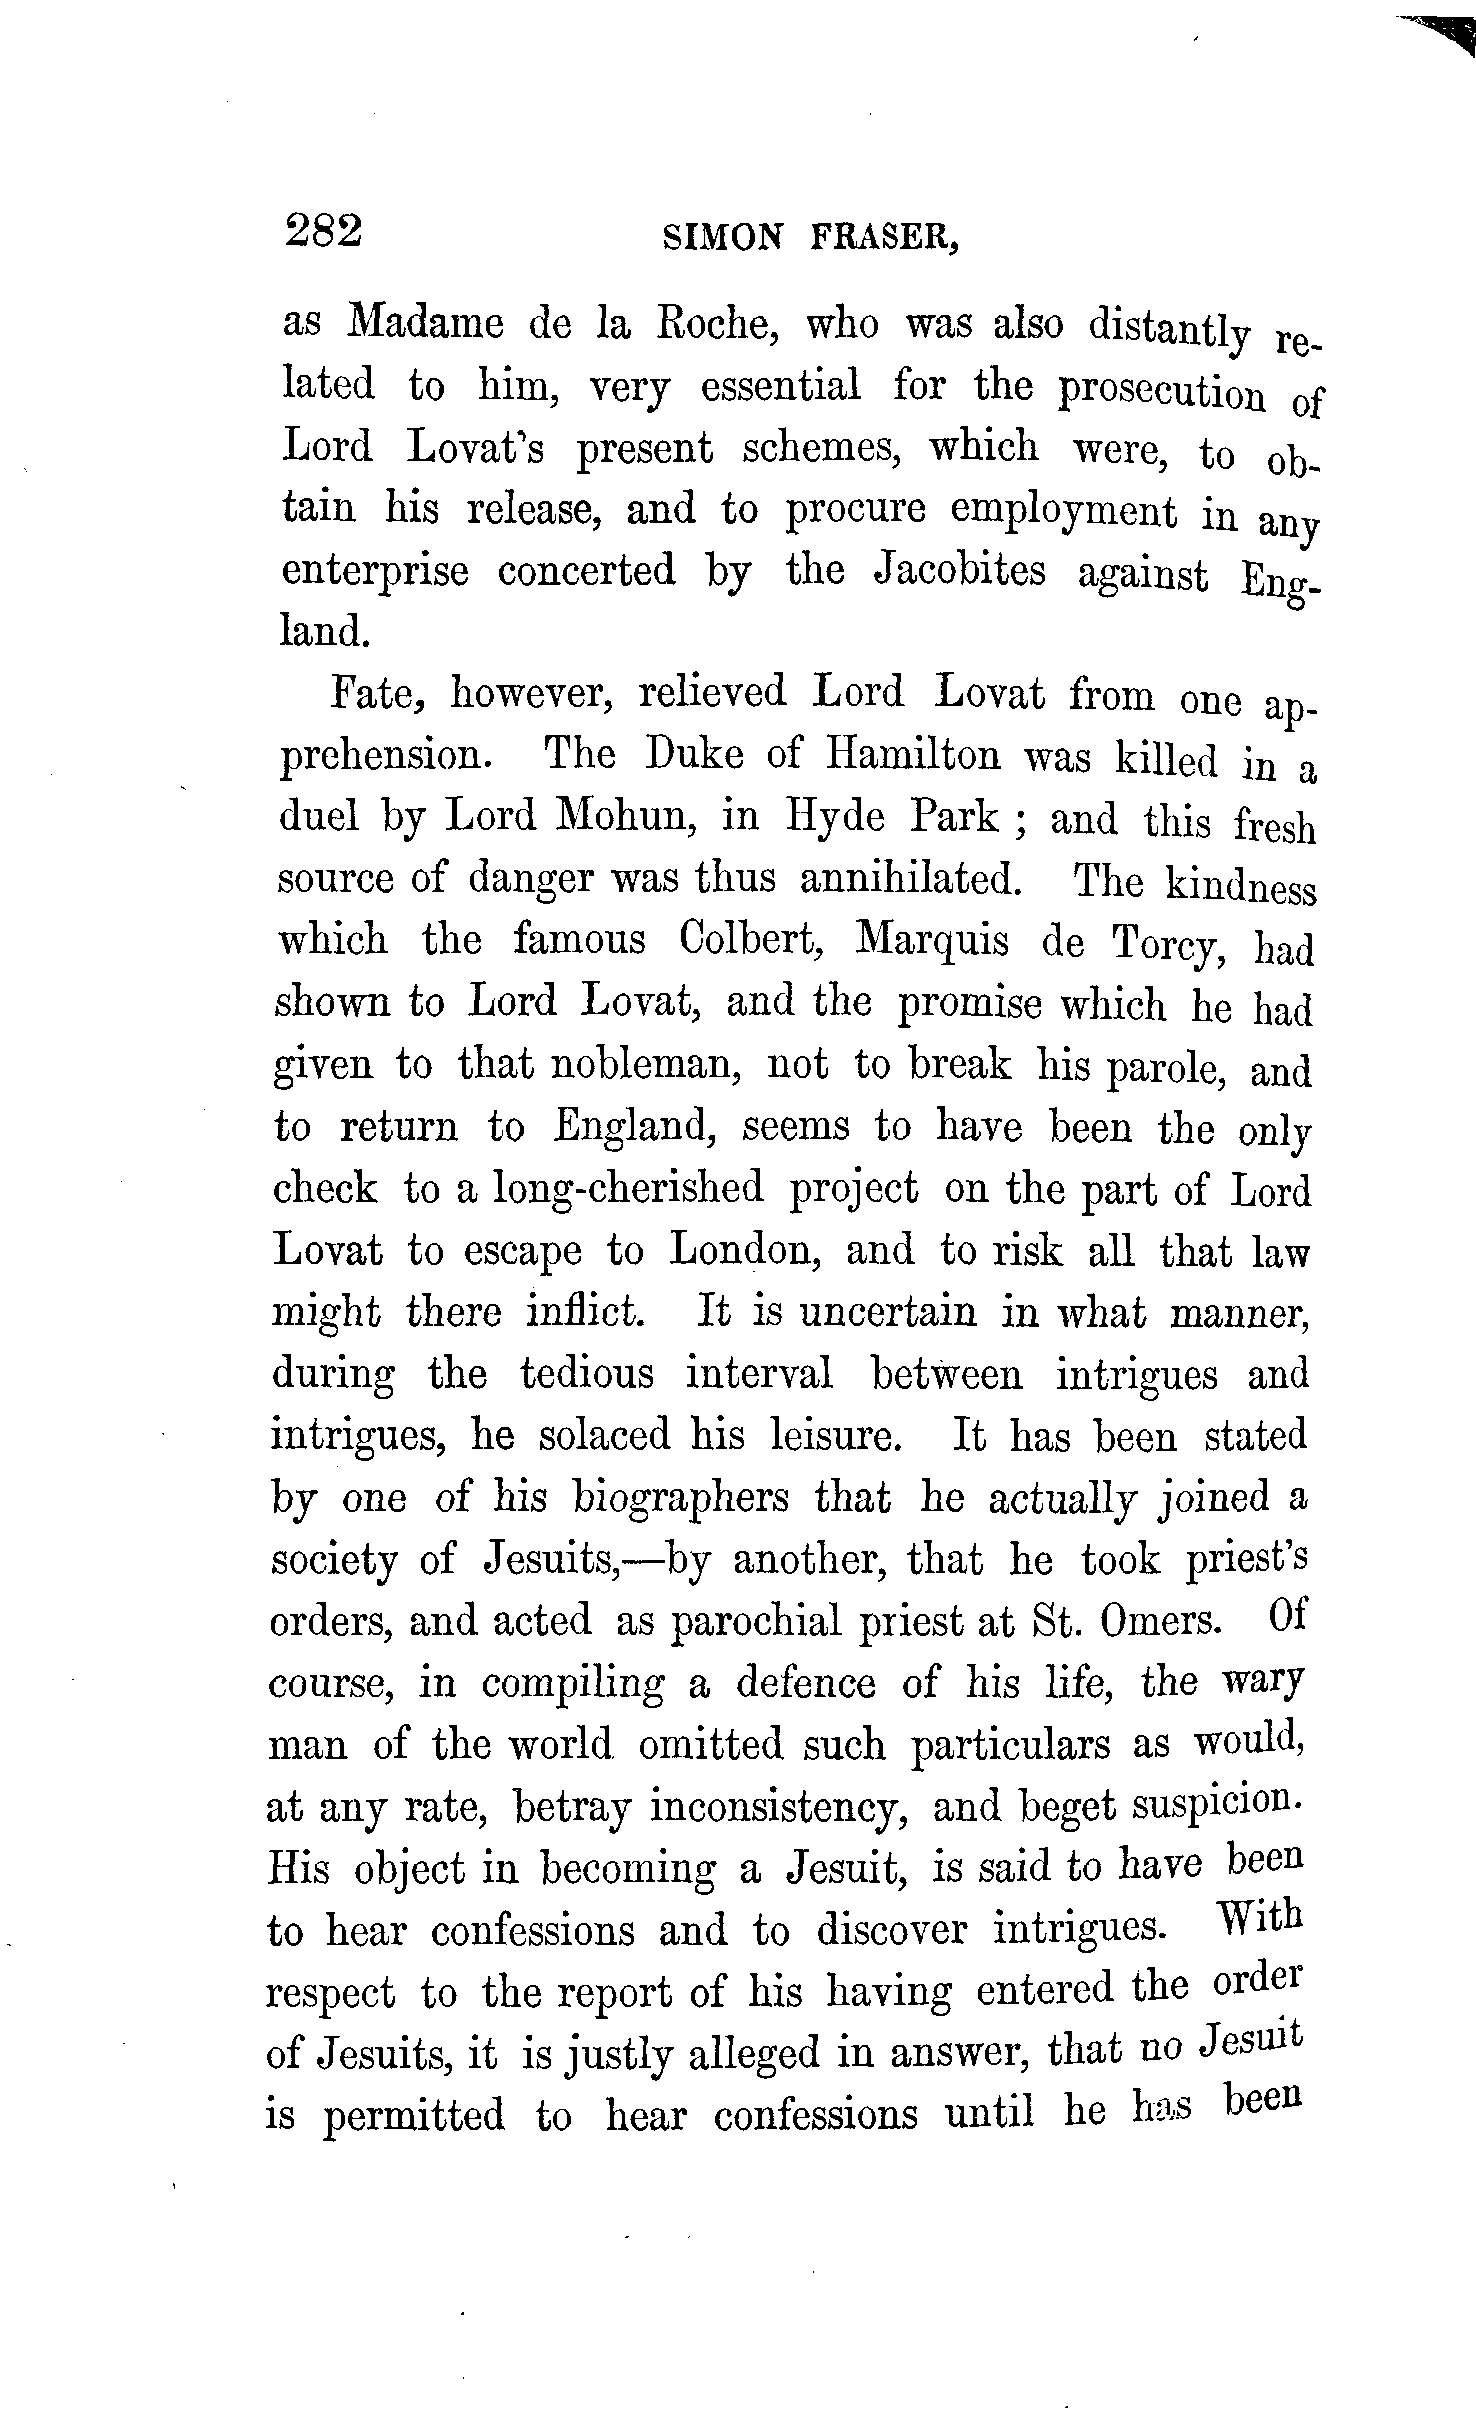 282 SIMON FRASER,
as Madame de la Roche, who was also distantly re-
lated to him, very essential for the prosecution of
Lord Lovat's present schemes, which were, to ob-
tain his release, and to procure employment in any
enterprise concerted by the Jacobites against Eng-
land.
Fate, however, relieved Lord Lovat from one ap-
prehension. The Duke of Hamilton was killed in a
duel by Lord Mohun, in Hyde Park ; and this fresh
source of danger was thus annihilated. The kindness
which the famous Colbert, Marquis de Torcy, had
shown to Lord Lovat, and the promise which he had
given to that nobleman, not to break his parole, and
to return to England, seems to have been the only
check to a long-cherished project on the part of Lord
Lovat to escape to London, and to risk all that law
might there inflict. It is uncertain in what manner,
during the tedious interval between intrigues and
intrigues, he solaced his leisure. It has been stated
by one of his biographers that he actually joined a
society of Jesuits,—by another, that he took priest's
orders, and acted as parochial priest at St. Omers. Of
course, in compiling a defence of his life, the wary
man of the world omitted such particulars as would,
at any rate, betray inconsistency, and beget suspicion.
His object in becoming a Jesuit, is said to have been
to hear confessions and to discover intrigues. With
respect to the report of his having entered the order
of Jesuits, it is justly alleged in answer, that no Jesuit
is permitted to hear confessions until he has been